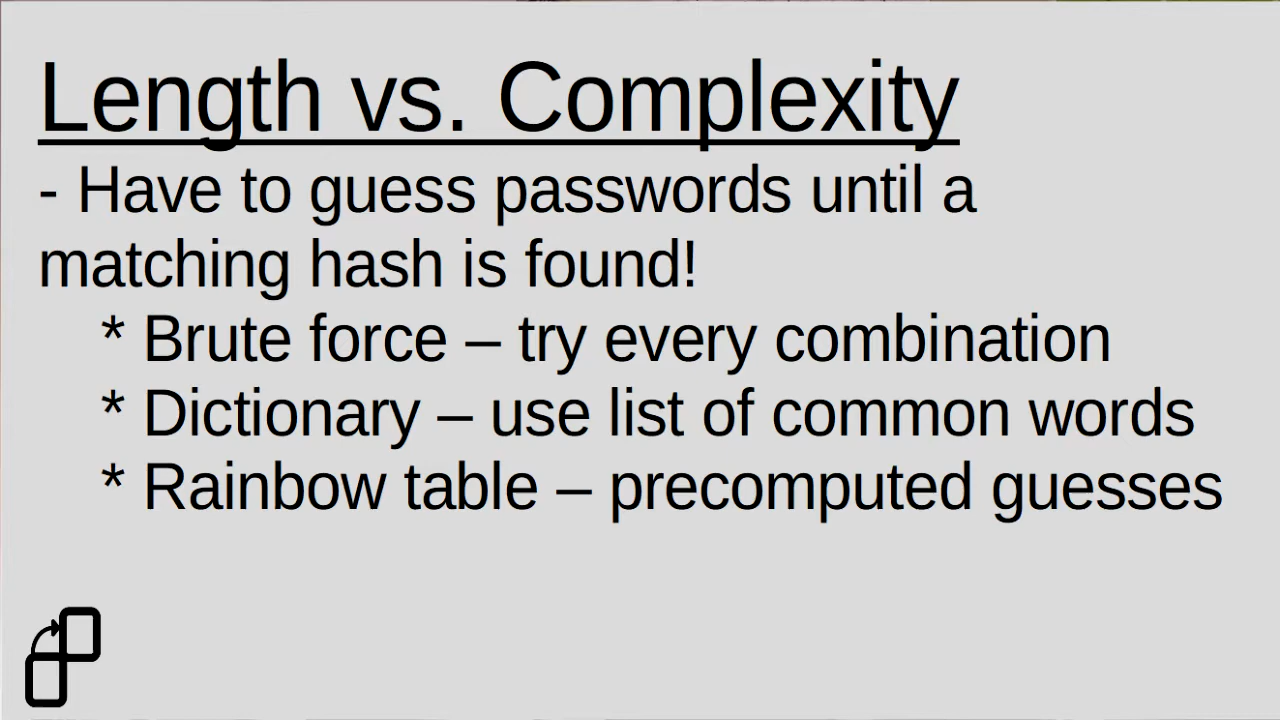 Length vs. Complexity
- Have to guess passwords until a
matching hash is found!
* Brute force – try every combination
* Dictionary – use list of common words
* Rainbow table – precomputed guesses